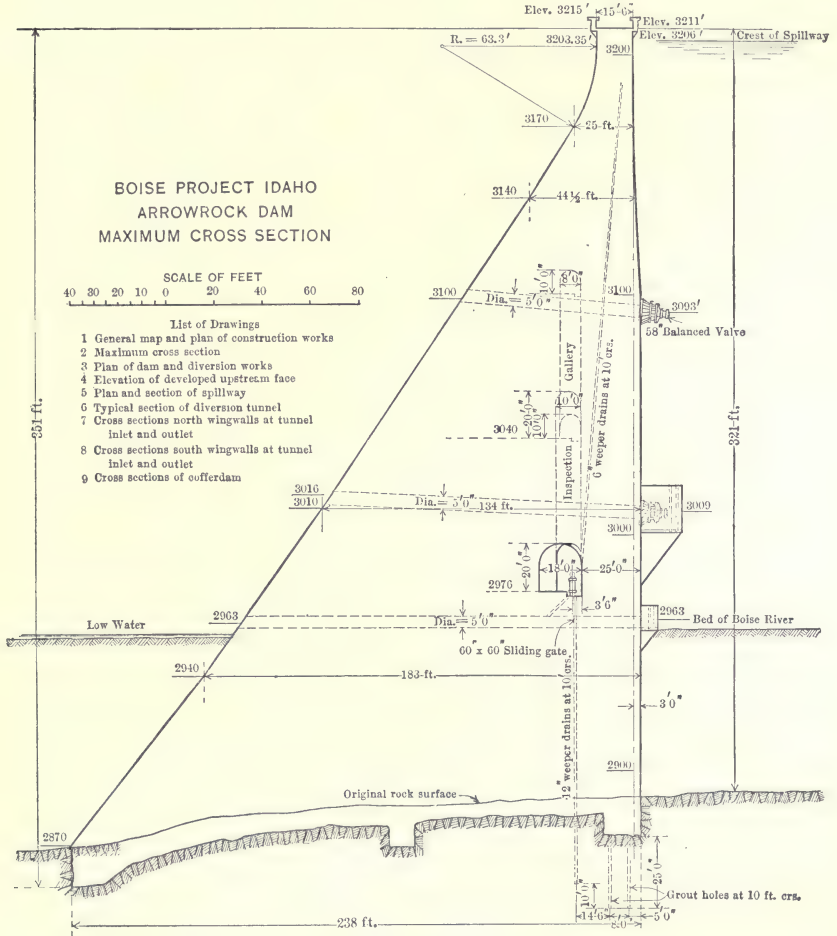 Elev. 3215' 15'-6" Elev. 3211'
R. = 63.3' 3203.35' Elev. 3206' Crest of Spillway
3200
3170 25-ft.
BOISE PROJECT IDAHO
ARROWROCK DAM
MAXIMUM CROSS SECTION
3140 44½-ft.
SCALE OF FEET
40 30 20 10 0 20 40 60 80
10'0" 8'0"
3100 Dia. = 5'0" 3100
3093'
58" Balanced Valve
List of Drawings
1 General map and plan of construction works
2 Maximum cross section
3 Plan of dam and diversion works
4 Elevation of developed upstream face
5 Plan and section of spillway
6 Typical section of diversion tunnel
7 Cross sections north wingwalls at tunnel
inlet and outlet
8 Cross sections south wingwalls at tunnel
inlet and outlet
9 Cross sections of cofferdam
351-ft.
321-ft.
Gallery
Inspection
6" weeper drains at 10' crs.
20'0" 10'0"
10'0"
3040
3016
3010 Dia. = 5'0" 134 ft. 3009
3000
20'0" 18'0" 25'0"
2976
3'6"
2963 Dia. = 5'0" 2963
Low Water Bed of Boise River
60" x 60" Sliding gate
2940 183-ft.
3'0"
12" weeper drains at 10' crs.
2900
Original rock surface
2870
25'0"
10'0" Grout holes at 10 ft. crs.
14'6" 8'0" 5'0"
238 ft.